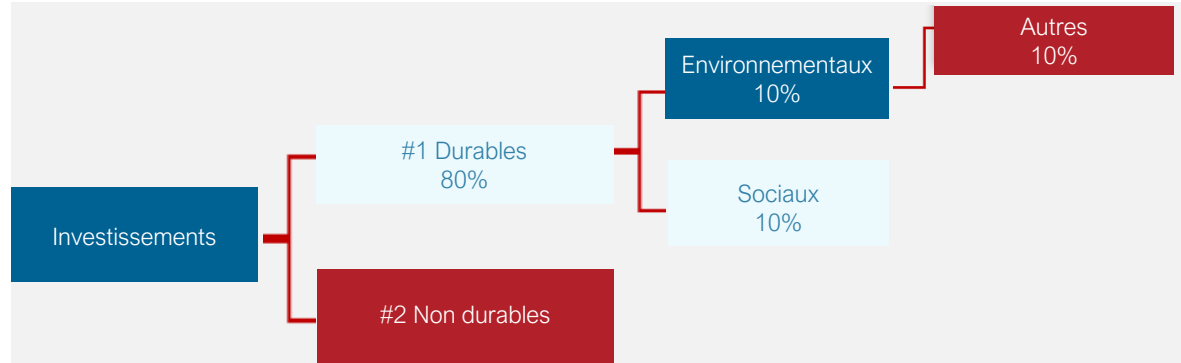 Investissements
#1 Durables
80%
#2 Non durables
Environnementaux
10%
Sociaux
10%
Autres
10%